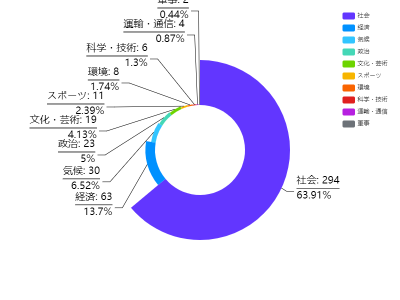 軍事: 2
0.44%
運輸・通信: 4
0.87%
科学・技術: 6
1.3%
環境: 8
1.74%
スポーツ: 11
2.39%
文化・芸術: 19
4.13%
政治: 23
5%
気候: 30
6.52%
経済: 63
13.7%
社会: 294
63.91%
社会
経済
気候
政治
文化・芸術
スポーツ
環境
科学・技術
運輸・通信
軍事